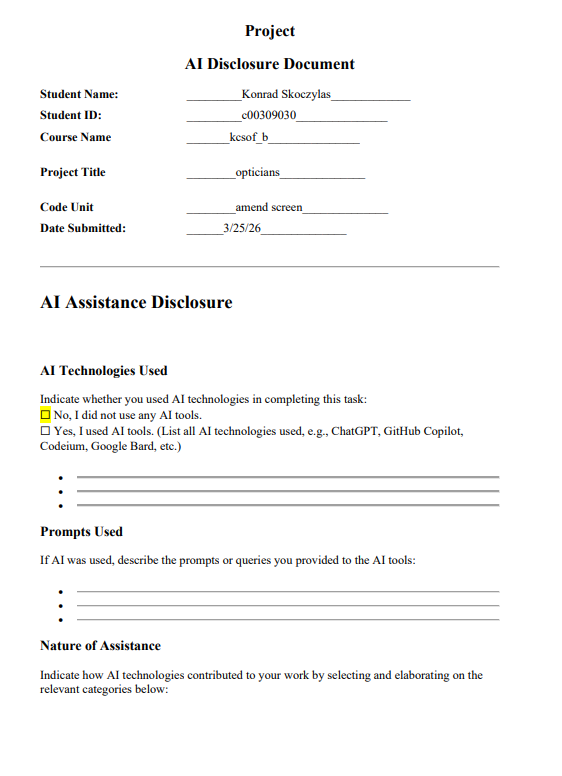 Project
AI Disclosure Document
Student Name: _________Konrad Skoczylas_____________
Student ID: _________c00309030_______________
Course Name _______kcsof_b_______________
Project Title ________opticians______________
Code Unit ________amend screen______________
Date Submitted: ______3/25/26______________
AI Assistance Disclosure
AI Technologies Used
Indicate whether you used AI technologies in completing this task:
☐ No, I did not use any AI tools.
☐ Yes, I used AI tools. (List all AI technologies used, e.g., ChatGPT, GitHub Copilot,
Codeium, Google Bard, etc.)
Prompts Used
If AI was used, describe the prompts or queries you provided to the AI tools:
Nature of Assistance
Indicate how AI technologies contributed to your work by selecting and elaborating on the
relevant categories below: